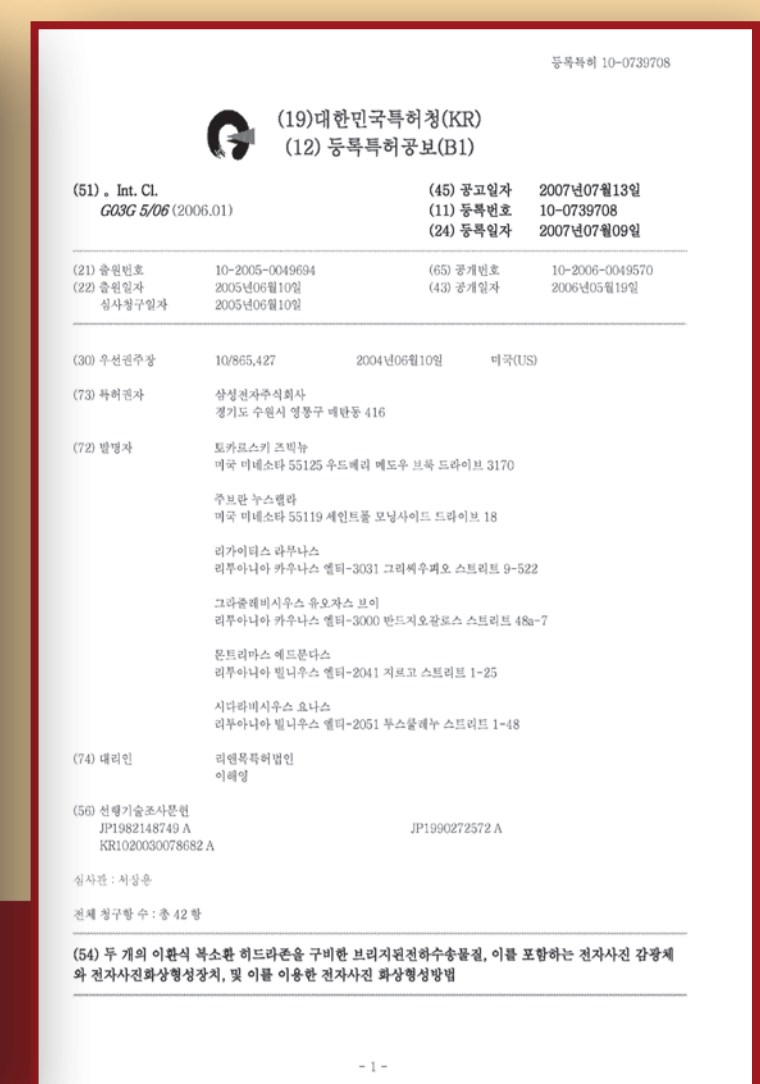 등록특허 10-0739708
(19)대한민국특허청(KR)
(12) 등록특허공보(B1)
(51) 。Int. Cl.
G03G 5/06 (2006.01)
(45) 공고일자 2007년07월13일
(11) 등록번호 10-0739708
(24) 등록일자 2007년07월09일
(21) 출원번호 10-2005-0049694
(22) 출원일자 2005년06월10일
심사청구일자 2005년06월10일
(65) 공개번호 10-2006-0049570
(43) 공개일자 2006년05월19일
(30) 우선권주장 10/865,427 2004년06월10일 미국(US)
(73) 특허권자 삼성전자주식회사
경기도 수원시 영통구 매탄동 416
(72) 발명자 토카르스키 즈빅뉴
미국 미네소타 55125 우드베리 메도우 브룩 드라이브 3170
주브란 누스랠라
미국 미네소타 55119 세인트폴 모닝사이드 드라이브 18
리가이티스 라무나스
리투아니아 카우나스 엘티-3031 그리씨우페오 스트리트 9-522
그라줄레비시우스 유오자스 브이
리투아니아 카우나스 엘티-3000 반드지오갈로스 스트리트 48a-7
몬트리마스 에드문다스
리투아니아 빌니우스 엘티-2041 지르고 스트리트 1-25
시다라비시우스 요나스
리투아니아 빌니우스 엘티-2051 투스쿨레누 스트리트 1-48
(74) 대리인 리앤목특허법인
이해영
(56) 선행기술조사문헌
JP1982148749 A JP1990272572 A
KR1020030078682 A
심사관 : 서상용
전체 청구항 수 : 총 42 항
(54) 두 개의 이환식 복소환 히드라존을 구비한 브리지된전하수송물질, 이를 포함하는 전자사진 감광체
와 전자사진화상형성장치, 및 이를 이용한 전자사진 화상형성방법
- 1 -